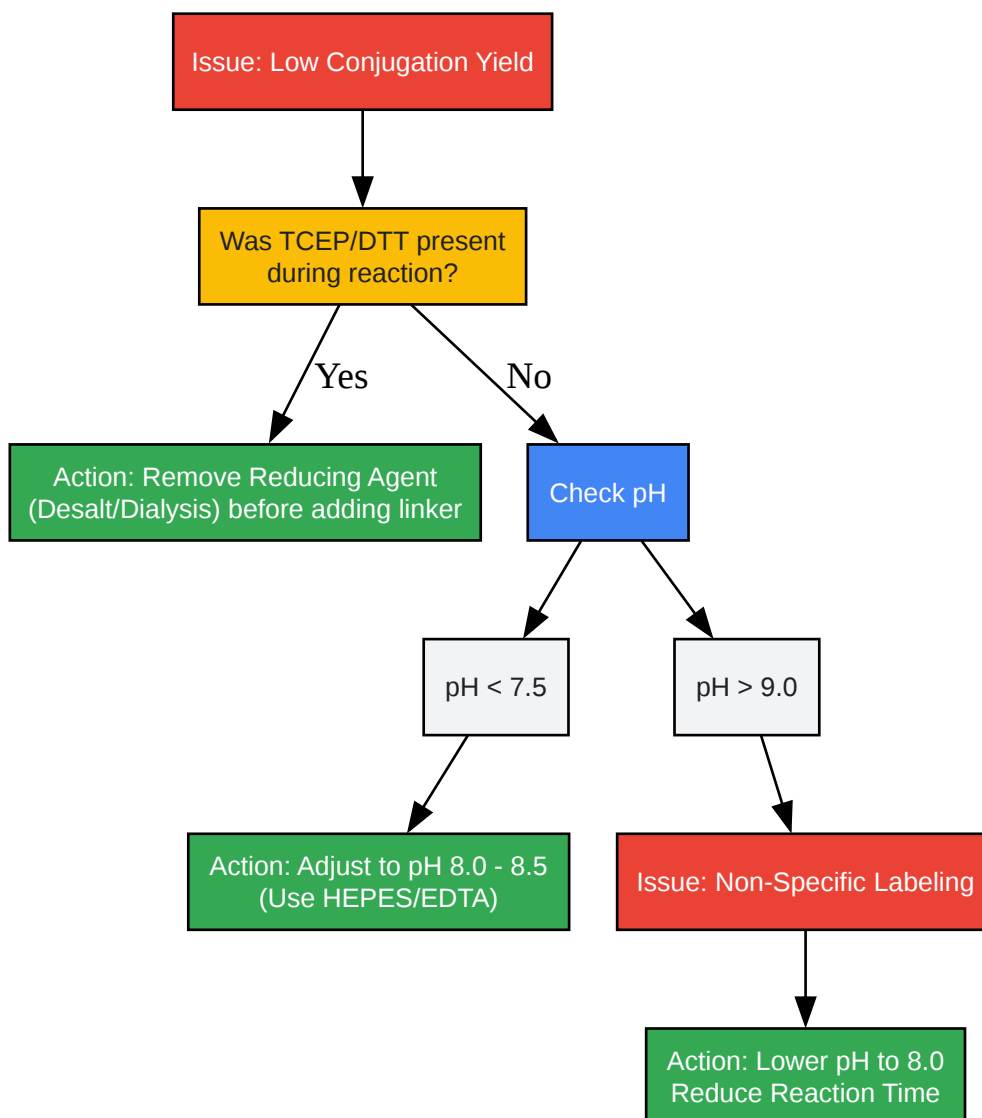 Issue: Low Conjugation Yield
Was TCEP/DTT present
during reaction?
Yes
No
Action: Remove Reducing Agent
(Desalt/Dialysis) before adding linker
Check pH
pH < 7.5
pH > 9.0
Action: Adjust to pH 8.0 - 8.5
(Use HEPES/EDTA)
Issue: Non-Specific Labeling
Action: Lower pH to 8.0
Reduce Reaction Time